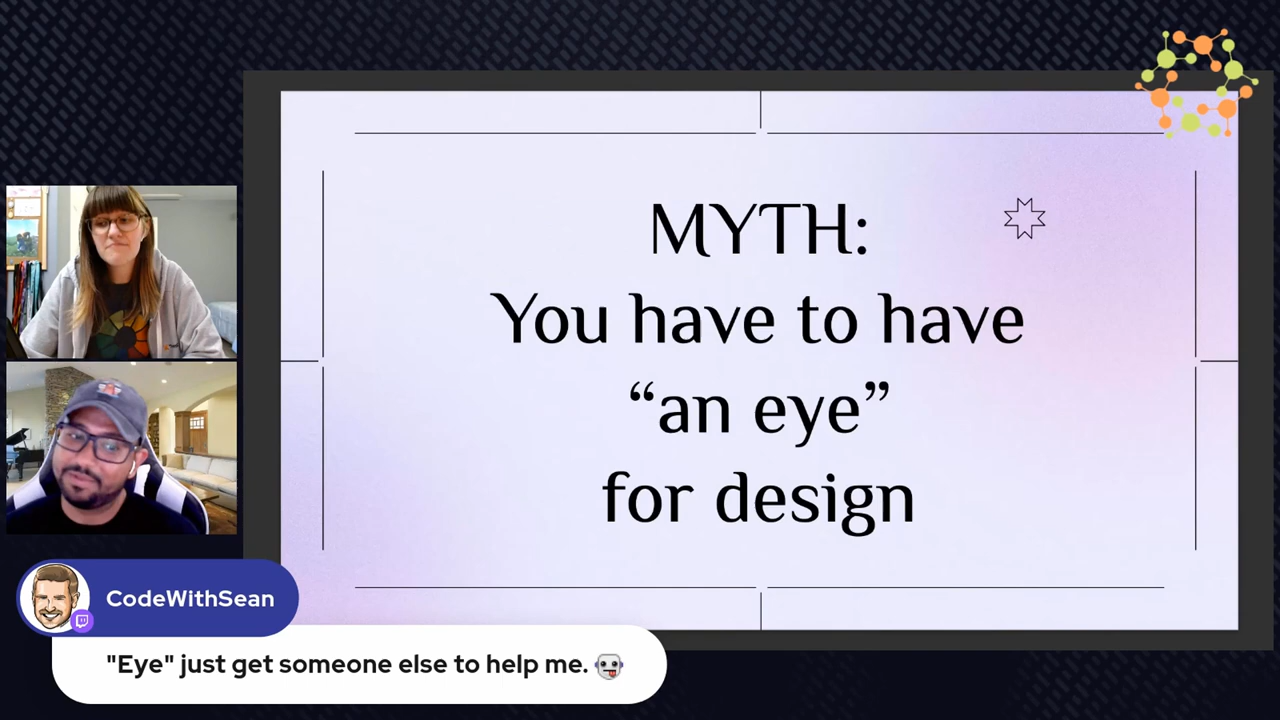 MYTH:
You have to have
“an eye”
for design
CodeWithSean
"Eye" just get someone else to help me.